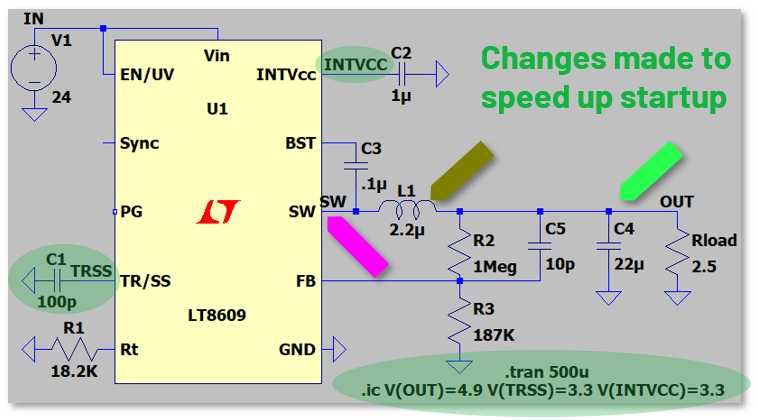 IN
V1
24
Vin
EN/UV
INTVcc
INTVCC
C2
1µ
Changes made to
speed up startup
U1
Sync
BST
C3
.1µ
PG
SW
SW
L1
2.2µ
OUT
R2
1Meg
C5
10p
C4
22µ
Rload
2.5
C1
TRSS
100p
TR/SS
FB
LT8609
R3
187K
R1
18.2K
Rt
GND
.tran 500u
.ic V(OUT)=4.9 V(TRSS)=3.3 V(INTVCC)=3.3